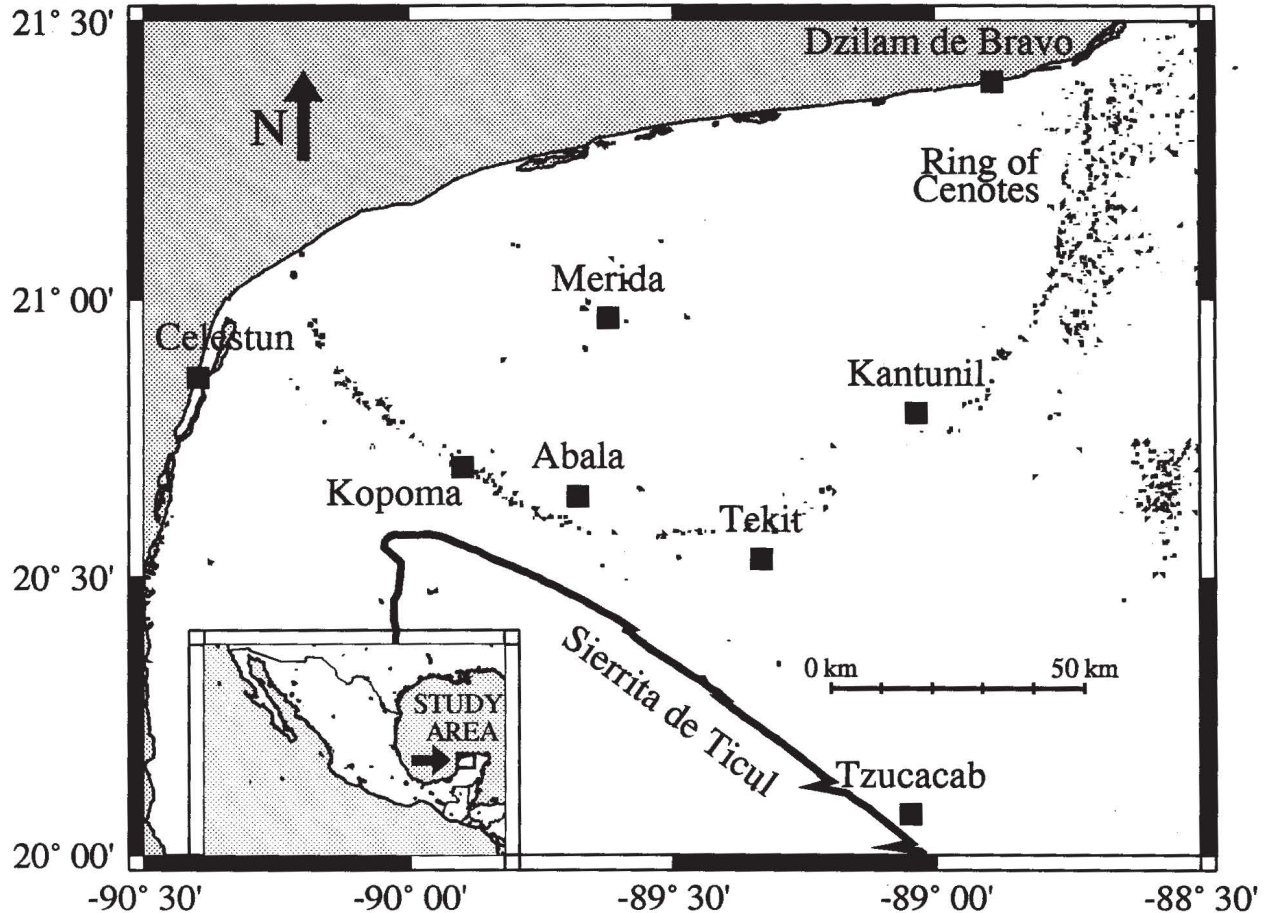 21° 30'
Dzilam de Bravo
N
Ring of
Cenotes
Merida
21° 00'
Celestun
Kantunil
Abala
Kopoma
Tekit
20° 30'
Sierrita de Ticul
0 km 50 km
STUDY
AREA
Tzucacab
20° 00'
-90° 30' -90° 00' -89° 30' -89° 00' -88° 30'